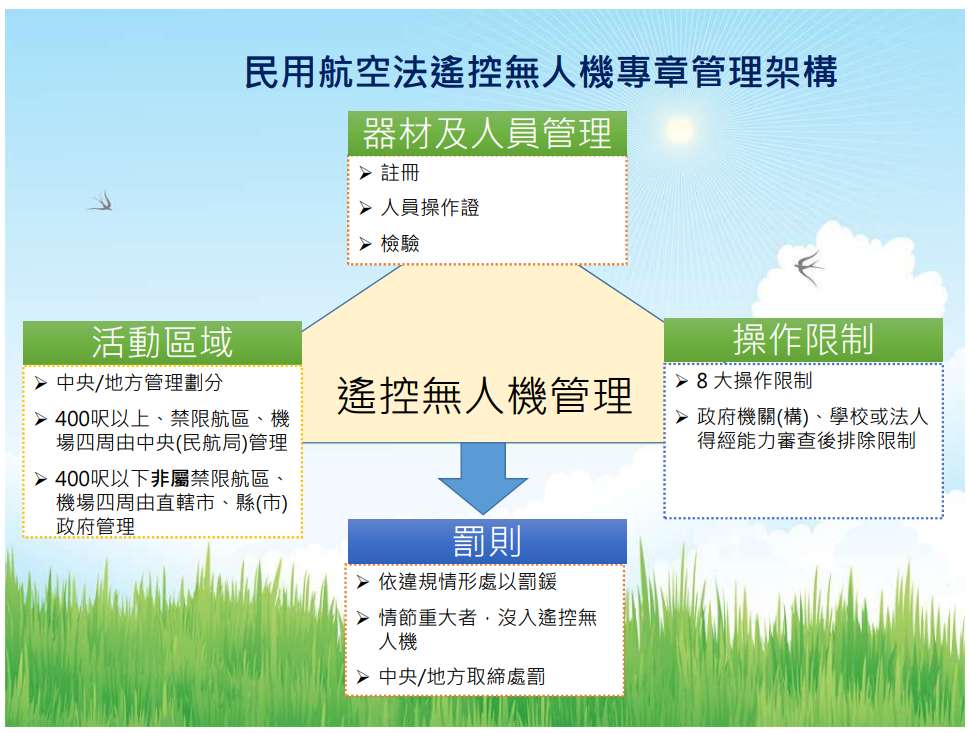 民用航空法遙控無人機專章管理架構
器材及人員管理
➢ 註冊
➢ 人員操作證
➢ 檢驗
活動區域
➢ 中央/地方管理劃分
➢ 400呎以上、禁限航區、機
場四周由中央(民航局)管理
➢ 400呎以下非屬禁限航區、
機場四周由直轄市、縣(市)
政府管理
遙控無人機管理
操作限制
➢ 8 大操作限制
➢ 政府機關(構)、學校或法人
得經能力審查後排除限制
罰則
➢ 依違規情形處以罰鍰
➢ 情節重大者，沒入遙控無
人機
➢ 中央/地方取締處罰